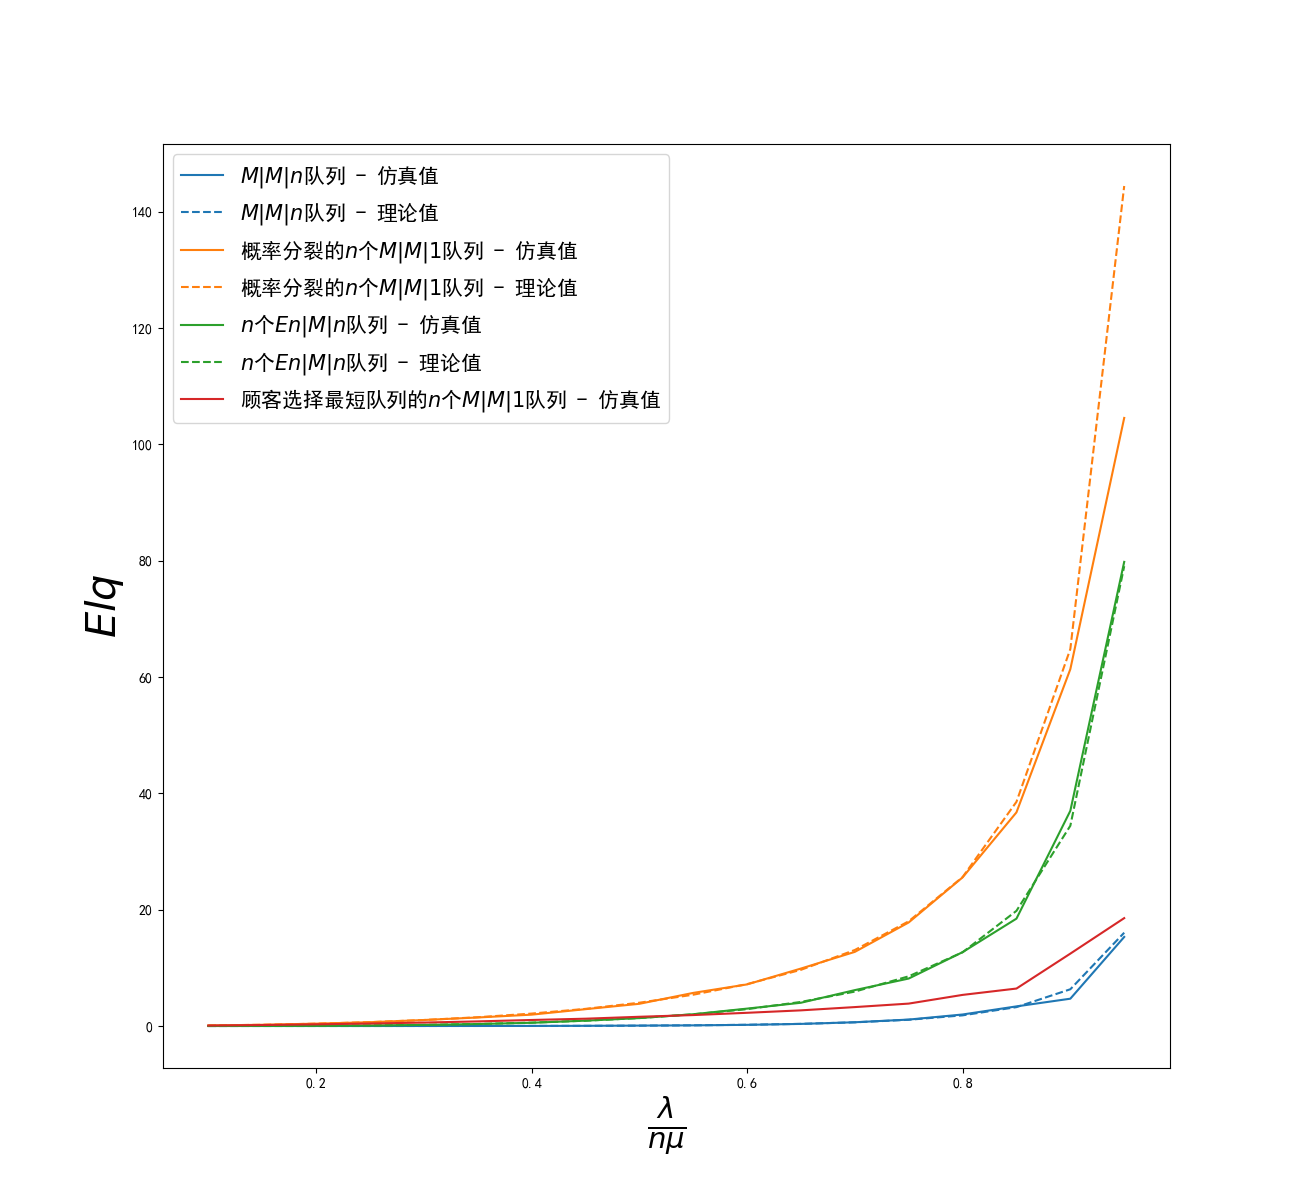 M|M|n队列 - 仿真值
M|M|n队列 - 理论值
概率分裂的n个M|M|1队列 - 仿真值
概率分裂的n个M|M|1队列 - 理论值
n个En|M|n队列 - 仿真值
n个En|M|n队列 - 理论值
顾客选择最短队列的n个M|M|1队列 - 仿真值
140
120
100
80
60
40
20
0
Elq
0.2 0.4 0.6 0.8
λ
nμ